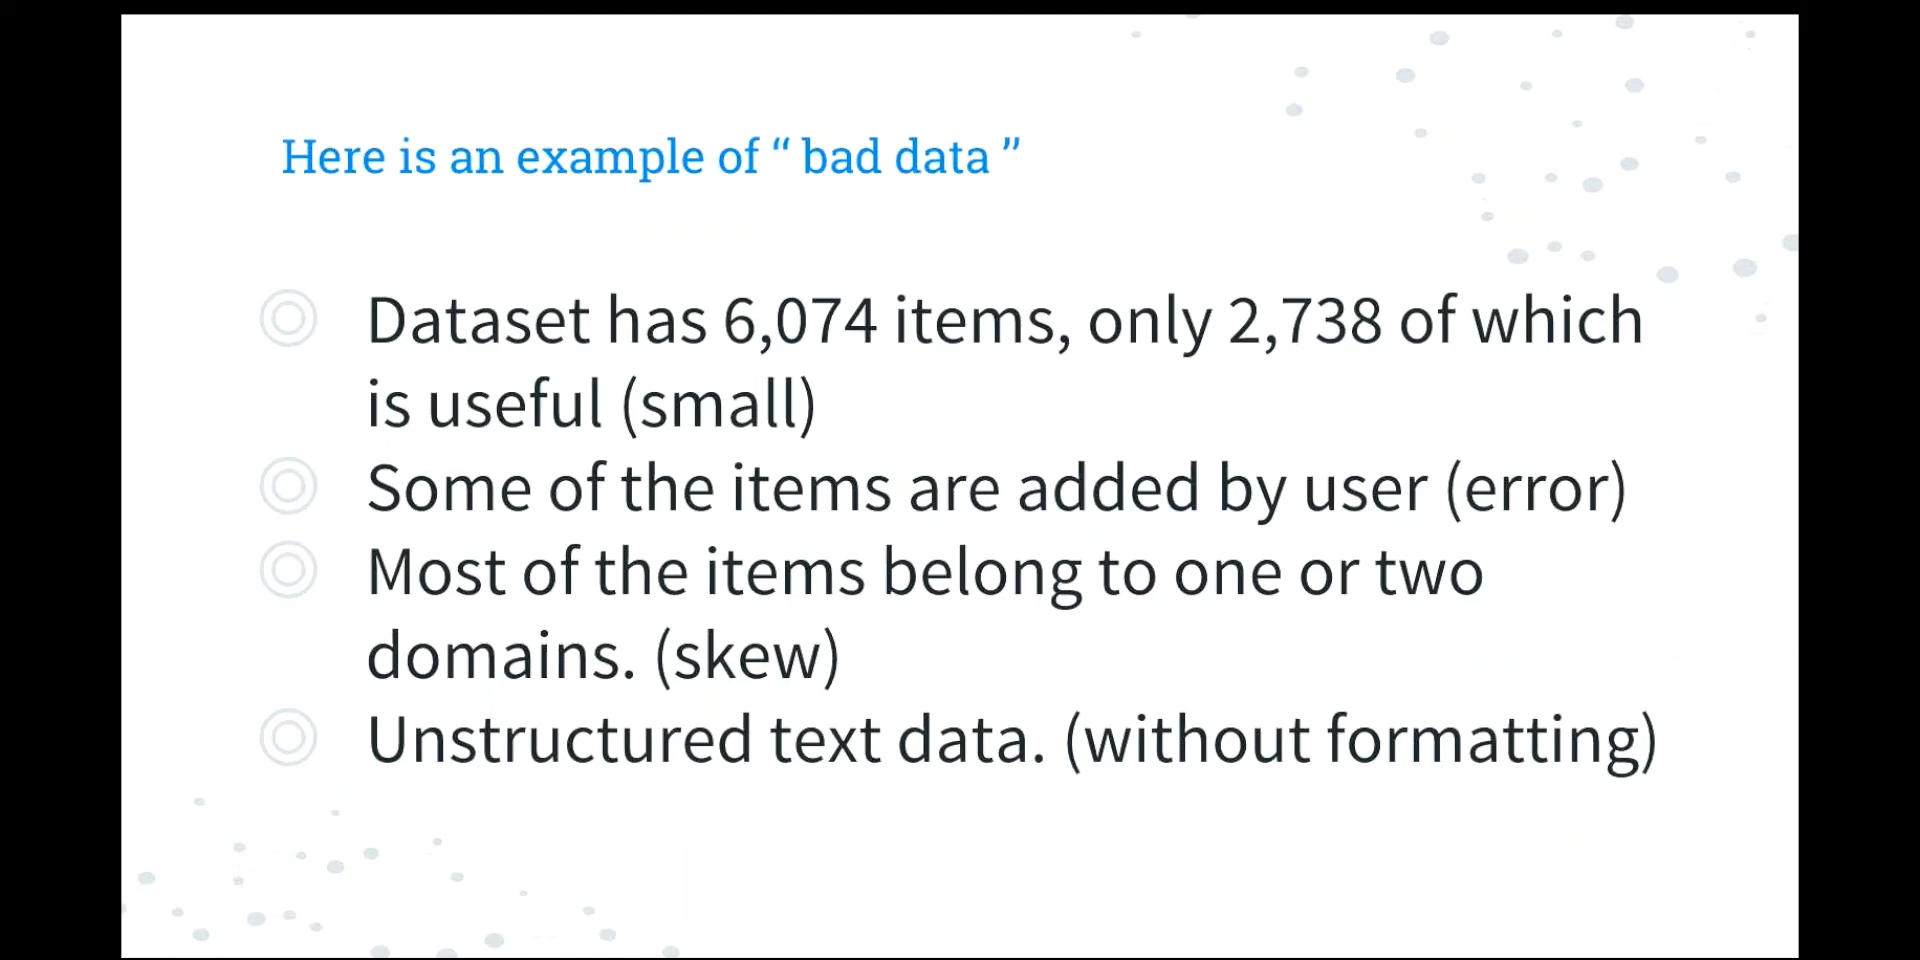 Here is an example of “ bad data ”
Dataset has 6,074 items, only 2,738 of which
is useful (small)
Some of the items are added by user (error)
Most of the items belong to one or two
domains. (skew)
Unstructured text data. (without formatting)